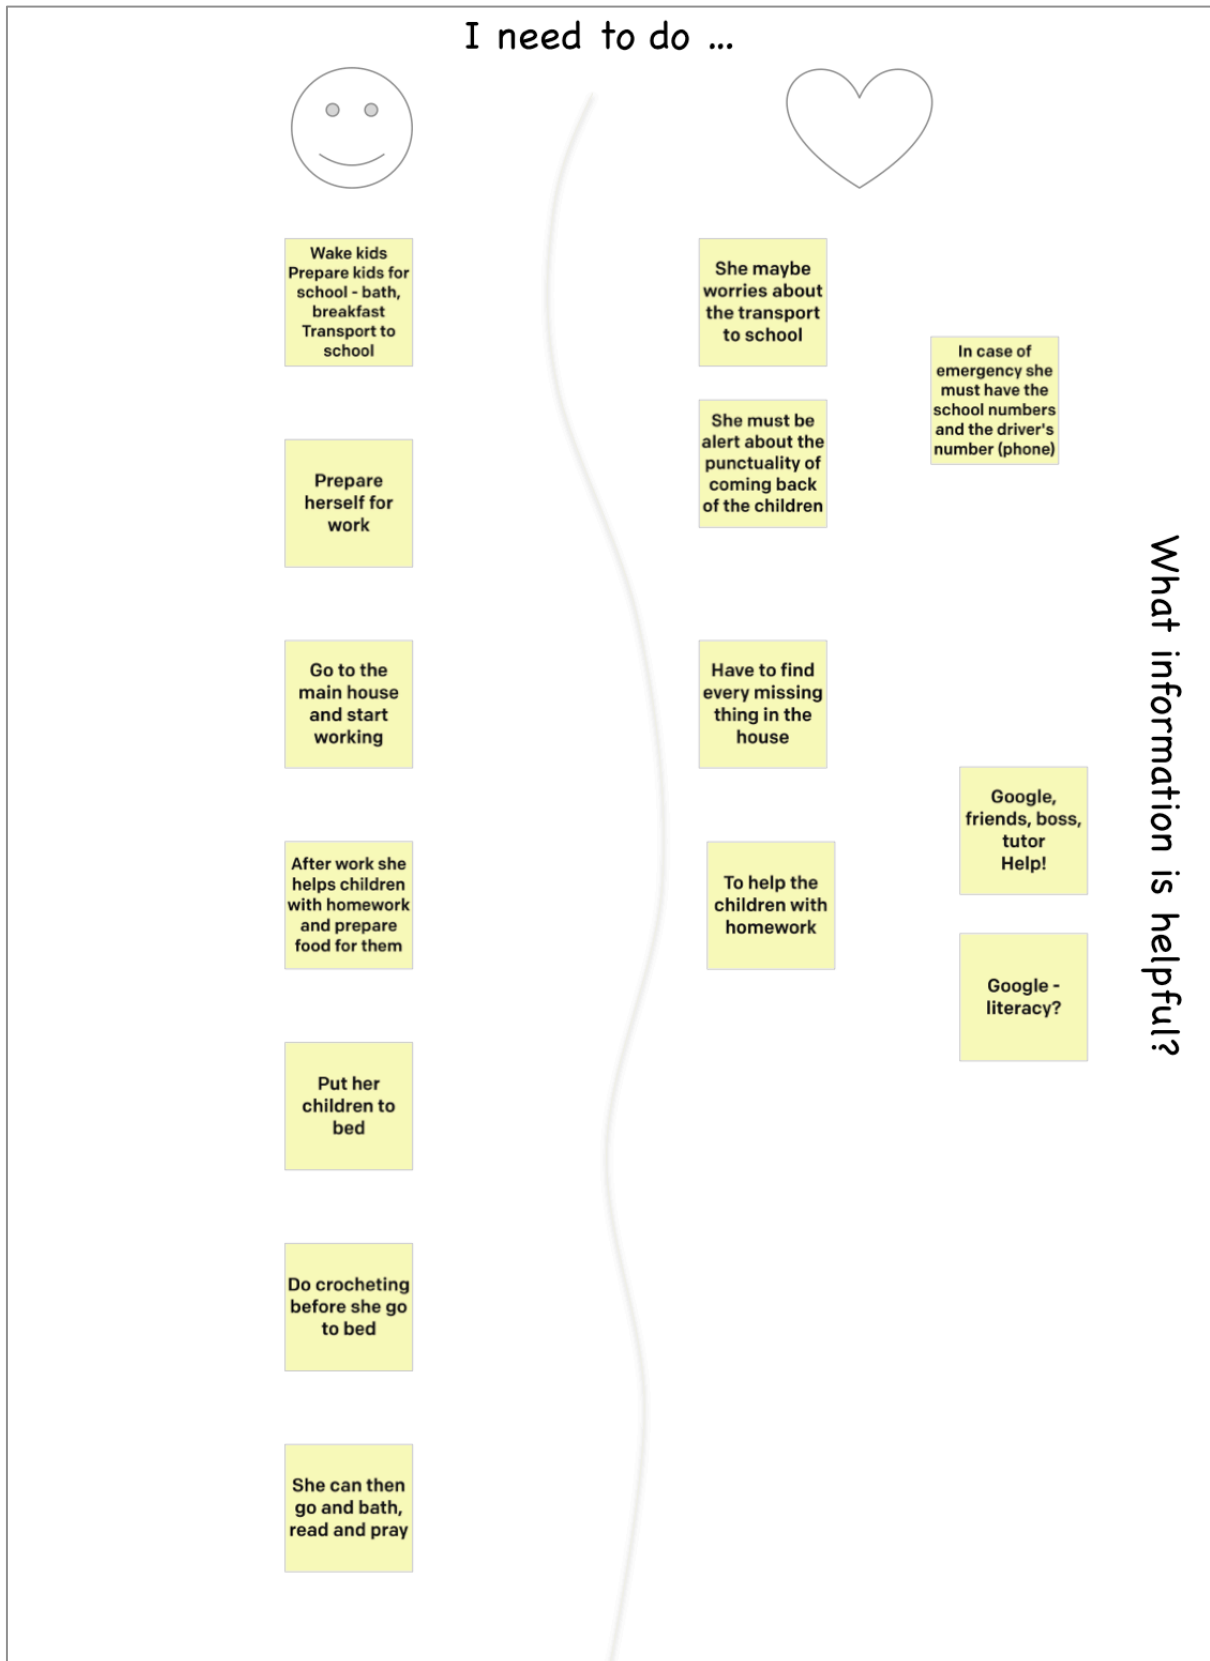 I need to do ...
Wake kids
Prepare kids for
school - bath,
breakfast
Transport to
school
Prepare
herself for
work
Go to the
main house
and start
working
After work she
helps children
with homework
and prepare
food for them
Put her
children to
bed
Do crocheting
before she go
to bed
She can then
go and bath,
read and pray
She maybe
worries about
the transport
to school
She must be
alert about the
punctuality of
coming back
of the children
Have to find
every missing
thing in the
house
To help the
children with
homework
In case of
emergency she
must have the
school numbers
and the driver's
number (phone)
Google,
friends, boss,
tutor
Help!
Google -
literacy?
What information is helpful?